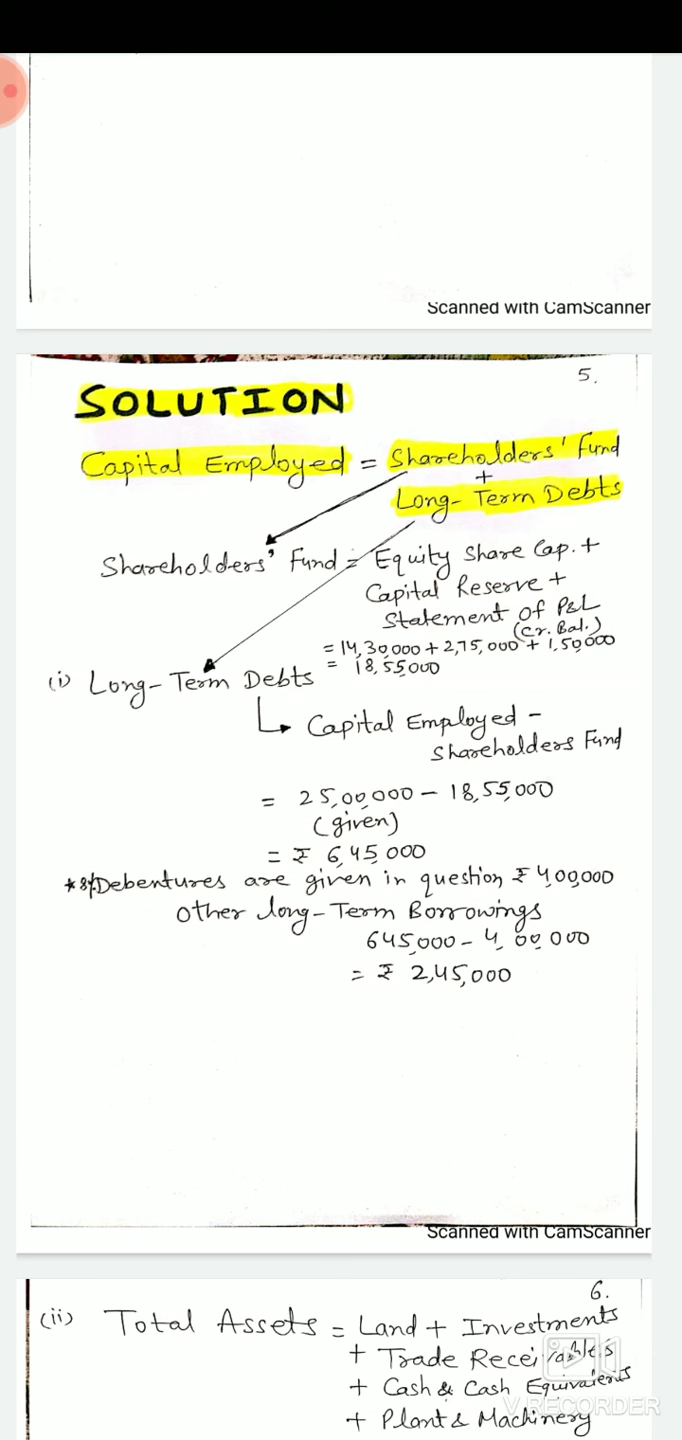 Scanned with CamScanner
5.
SOLUTION
Capital Employed = Shareholders' Fund
+
Long-Term Debts
Shareholders' Fund = Equity Share Cap. +
Capital Reserve +
Statement of P&L
(Cr. Bal.)
= 14,30,000 + 2,75,000 + 1,50,000
= 18,55,000
(i) Long-Term Debts
Capital Employed -
Shareholders Fund
= 25,00,000 - 18,55,000
(given)
= ₹ 6,45,000
* 8% Debentures are given in question ₹ 4,00,000
Other long-Term Borrowings
645,000 - 4,00,000
= ₹ 2,45,000
Scanned with CamScanner
6.
(ii) Total Assets = Land + Investments
+ Trade Receivables
+ Cash & Cash Equivalents
+ Plant & Machinery
V RECORDER